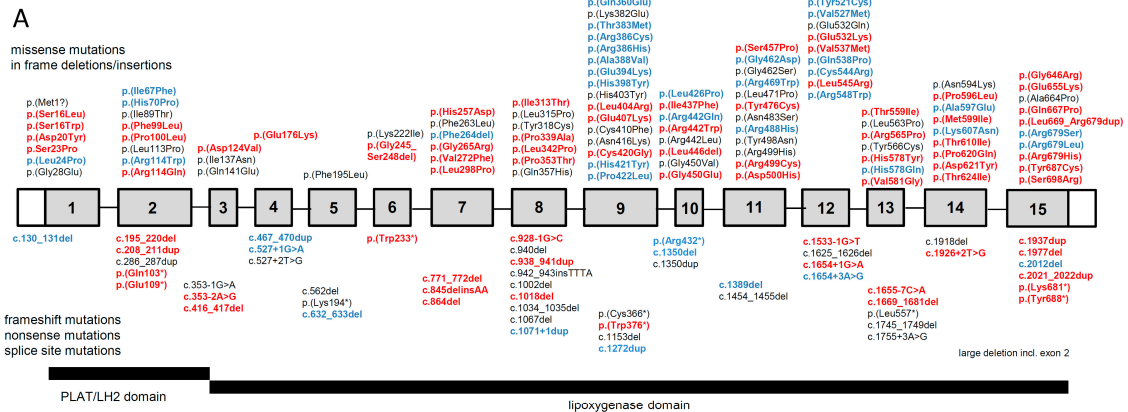 A
missense mutations
in frame deletions/insertions
p.(Met1?)
p.(Ser16Leu)
p.(Ser16Trp)
p.(Asp20Tyr)
p.Ser23Pro)
p.(Leu24Pro)
p.(Gly28Glu)
p.(Ile67Phe)
p.(His70Pro)
p.(Ile89Thr)
p.(Phe99Leu)
p.(Pro100Leu)
p.(Leu113Pro)
p.(Arg114Trp)
p.(Arg114Gln)
p.(Asp124Val)
p.(Ile137Asn)
p.(Gln141Glu)
p.(Glu176Lys)
p.(Phe195Leu)
p.(Lys222Ile)
p.(Gly245_
Ser248del)
p.(His257Asp)
p.(Phe263Leu)
p.(Phe264del)
p.(Gly265Arg)
p.(Val272Phe)
p.(Leu298Pro)
p.(Ile313Thr)
p.(Leu315Pro)
p.(Tyr318Cys)
p.(Pro339Ala)
p.(Leu342Pro)
p.(Pro353Thr)
p.(Gln357His)
p.(Gln360Glu)
p.(Lys382Glu)
p.(Thr383Met)
p.(Arg386Cys)
p.(Arg386His)
p.(Ala388Val)
p.(Glu394Lys)
p.(His398Tyr)
p.(His403Tyr)
p.(Leu404Arg)
p.(Glu407Lys)
p.(Cys410Phe)
p.(Asn416Lys)
p.(Cys420Gly)
p.(His421Tyr)
p.(Pro422Leu)
p.(Leu426Pro)
p.(Ile437Phe)
p.(Arg442Gln)
p.(Arg442Trp)
p.(Arg442Leu)
p.(Leu446del)
p.(Gly450Val)
p.(Gly450Glu)
p.(Ser457Pro)
p.(Gly462Asp)
p.(Gly462Ser)
p.(Arg469Trp)
p.(Leu471Pro)
p.(Tyr476Cys)
p.(Asn483Ser)
p.(Arg488His)
p.(Tyr498Asn)
p.(Arg499His)
p.(Arg499Cys)
p.(Asp500His)
p.(Tyr521Cys)
p.(Val527Met)
p.(Glu532Gln)
p.(Glu532Lys)
p.(Val537Met)
p.(Gln538Pro)
p.(Cys544Arg)
p.(Leu545Arg)
p.(Arg548Trp)
p.(Thr559Ile)
p.(Leu563Pro)
p.(Arg565Pro)
p.(Tyr566Cys)
p.(His578Tyr)
p.(His578Gln)
p.(Val581Gly)
p.(Asn594Lys)
p.(Pro596Leu)
p.(Ala597Glu)
p.(Met599Ile)
p.(Lys607Asn)
p.(Thr610Ile)
p.(Pro620Gln)
p.(Asp621Tyr)
p.(Thr624Ile)
p.(Gly646Arg)
p.(Glu655Lys)
p.(Ala664Pro)
p.(Gln667Pro)
p.(Leu669_Arg679dup)
p.(Arg679Ser)
p.(Arg679Leu)
p.(Arg679His)
p.(Tyr687Cys)
p.(Ser698Arg)
1 2 3 4 5 6 7 8 9 10 11 12 13 14 15
c.130_131del
c.195_220del
c.208_211dup
c.286_287dup
p.(Gln103*)
p.(Glu109*)
c.353-1G>A
c.353-2A>G
c.416_417del
c.467_470dup
c.527+1G>A
c.527+2T>G
c.562del
p.(Lys194*)
c.632_633del
p.(Trp233*)
c.771_772del
c.845delinsAA
c.864del
c.928-1G>C
c.940del
c.938_941dup
c.942_943insTTTA
c.1002del
c.1018del
c.1034_1035del
c.1067del
c.1071+1dup
p.(Cys366*)
p.(Trp376*)
c.1153del
c.1272dup
p.(Arg432*)
c.1350del
c.1350dup
c.1389del
c.1454_1455del
c.1533-1G>T
c.1625_1626del
c.1654+1G>A
c.1654+3A>G
c.1655-7C>A
c.1669_1681del
p.(Leu557*)
c.1745_1749del
c.1755+3A>G
c.1918del
c.1926+2T>G
c.1937dup
c.1977del
c.2012del
c.2021_2022dup
p.(Lys681*)
p.(Tyr688*)
frameshift mutations
nonsense mutations
splice site mutations
large deletion incl. exon 2
PLAT/LH2 domain
lipoxygenase domain